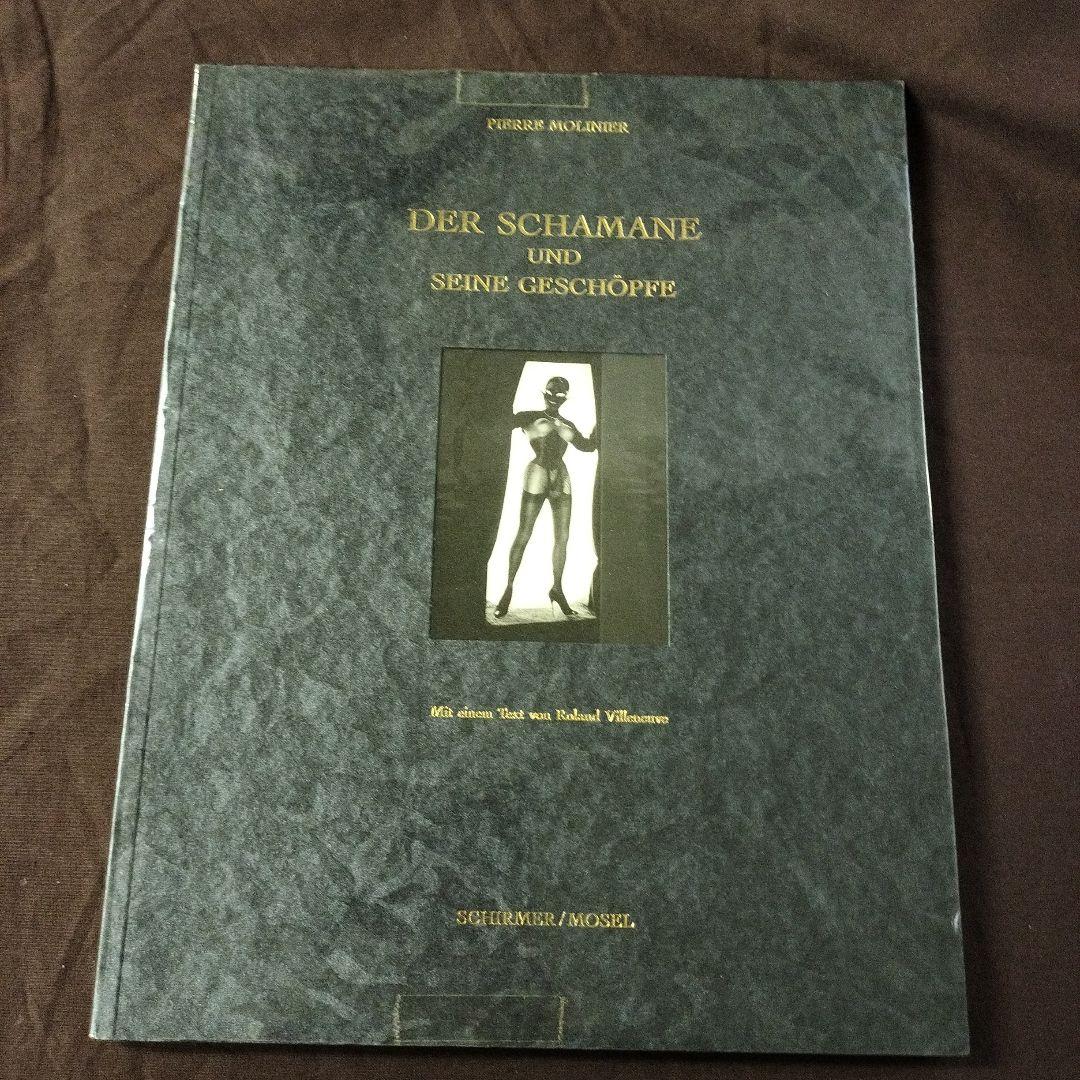 PIERRE MOLINIER
DER SCHAMANE
UND
SEINE GESCHÖPFE
Mit einem Text von Roland Villeneuve
SCHIRMER/MOSEL